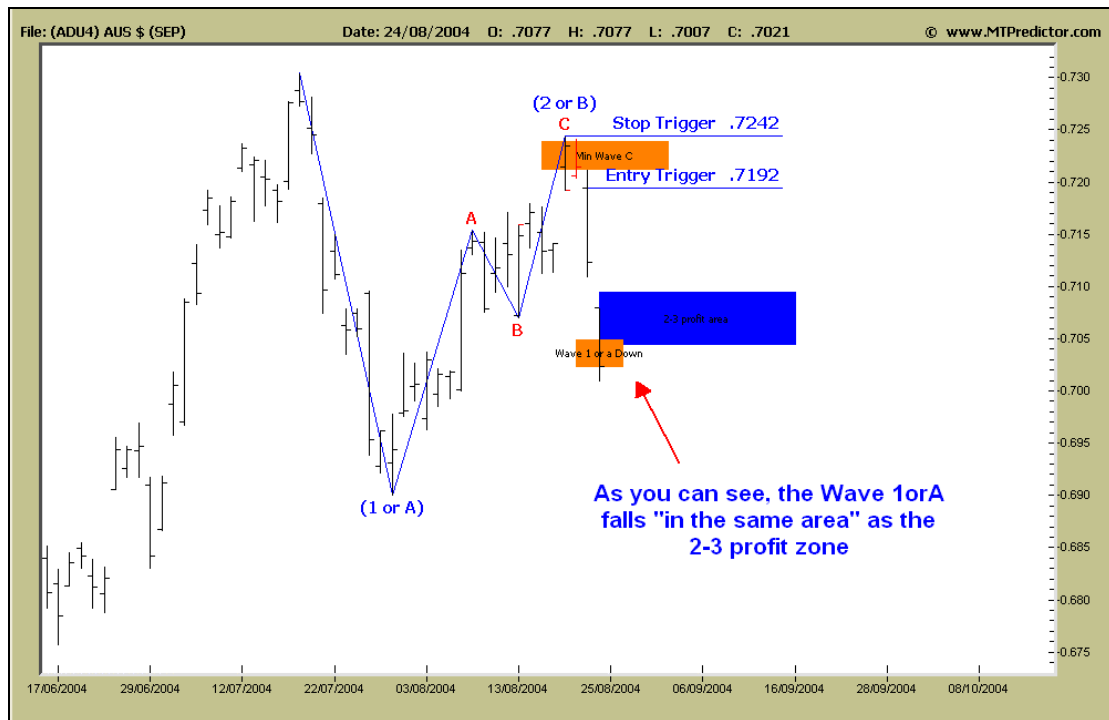 File: (ADU4) AUS $ (SEP) Date: 24/08/2004 O: .7077 H: .7077 L: .7007 C: .7021 © www.MTPredictor.com
0.730
(2 or B)
C
Stop Trigger .7242
0.725
Min Wave C
Entry Trigger .7192
0.720
A
0.715
0.710
B
2-3 profit area
0.705
Wave 1 or a Down
0.700
0.695
As you can see, the Wave 1orA
falls "in the same area" as the
2-3 profit zone
(1 or A)
0.690
0.685
0.680
0.675
17/06/2004 29/06/2004 12/07/2004 22/07/2004 03/08/2004 13/08/2004 25/08/2004 06/09/2004 16/09/2004 28/09/2004 08/10/2004